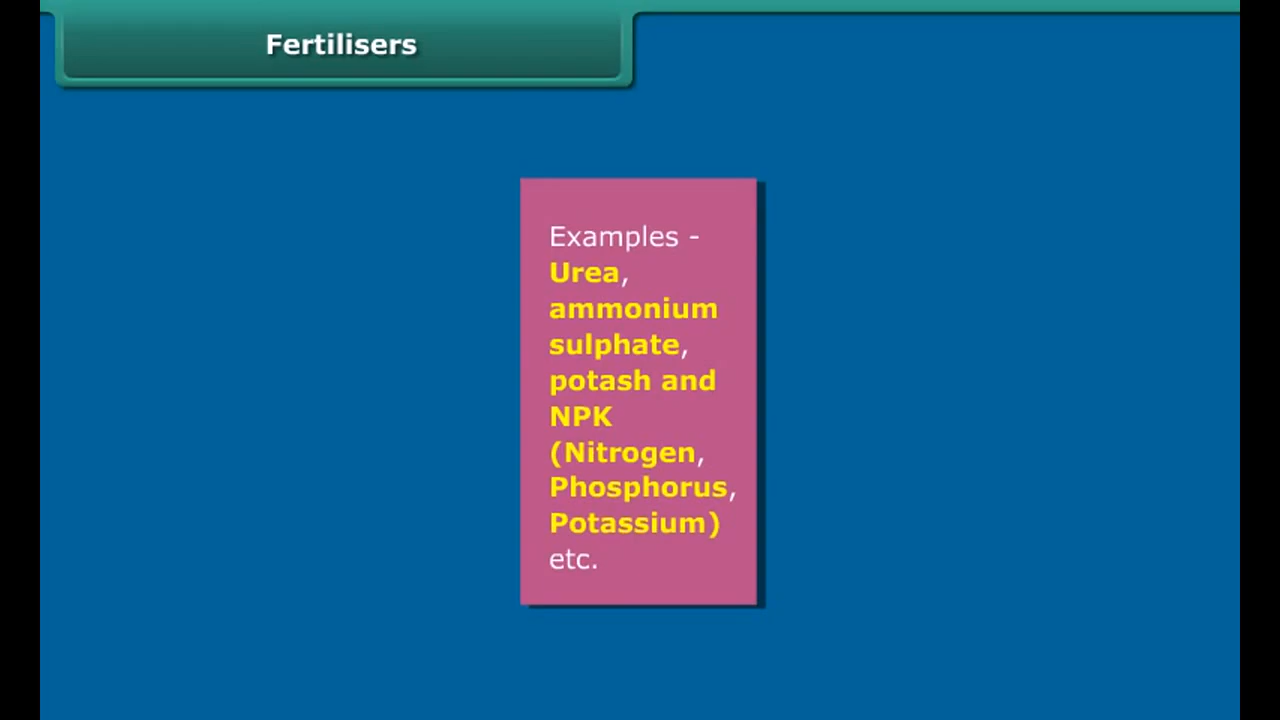 Fertilisers
Examples -
Urea,
ammonium
sulphate,
potash and
NPK
(Nitrogen,
Phosphorus,
Potassium)
etc.